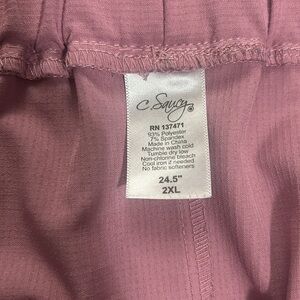 C. Saucy®
RN 137471
93% Polyester
7% Spandex
Made in China
Machine wash cold
Tumble dry low
Non-chlorine bleach
Cool iron if needed
No fabric softeners
24.5"
2XL